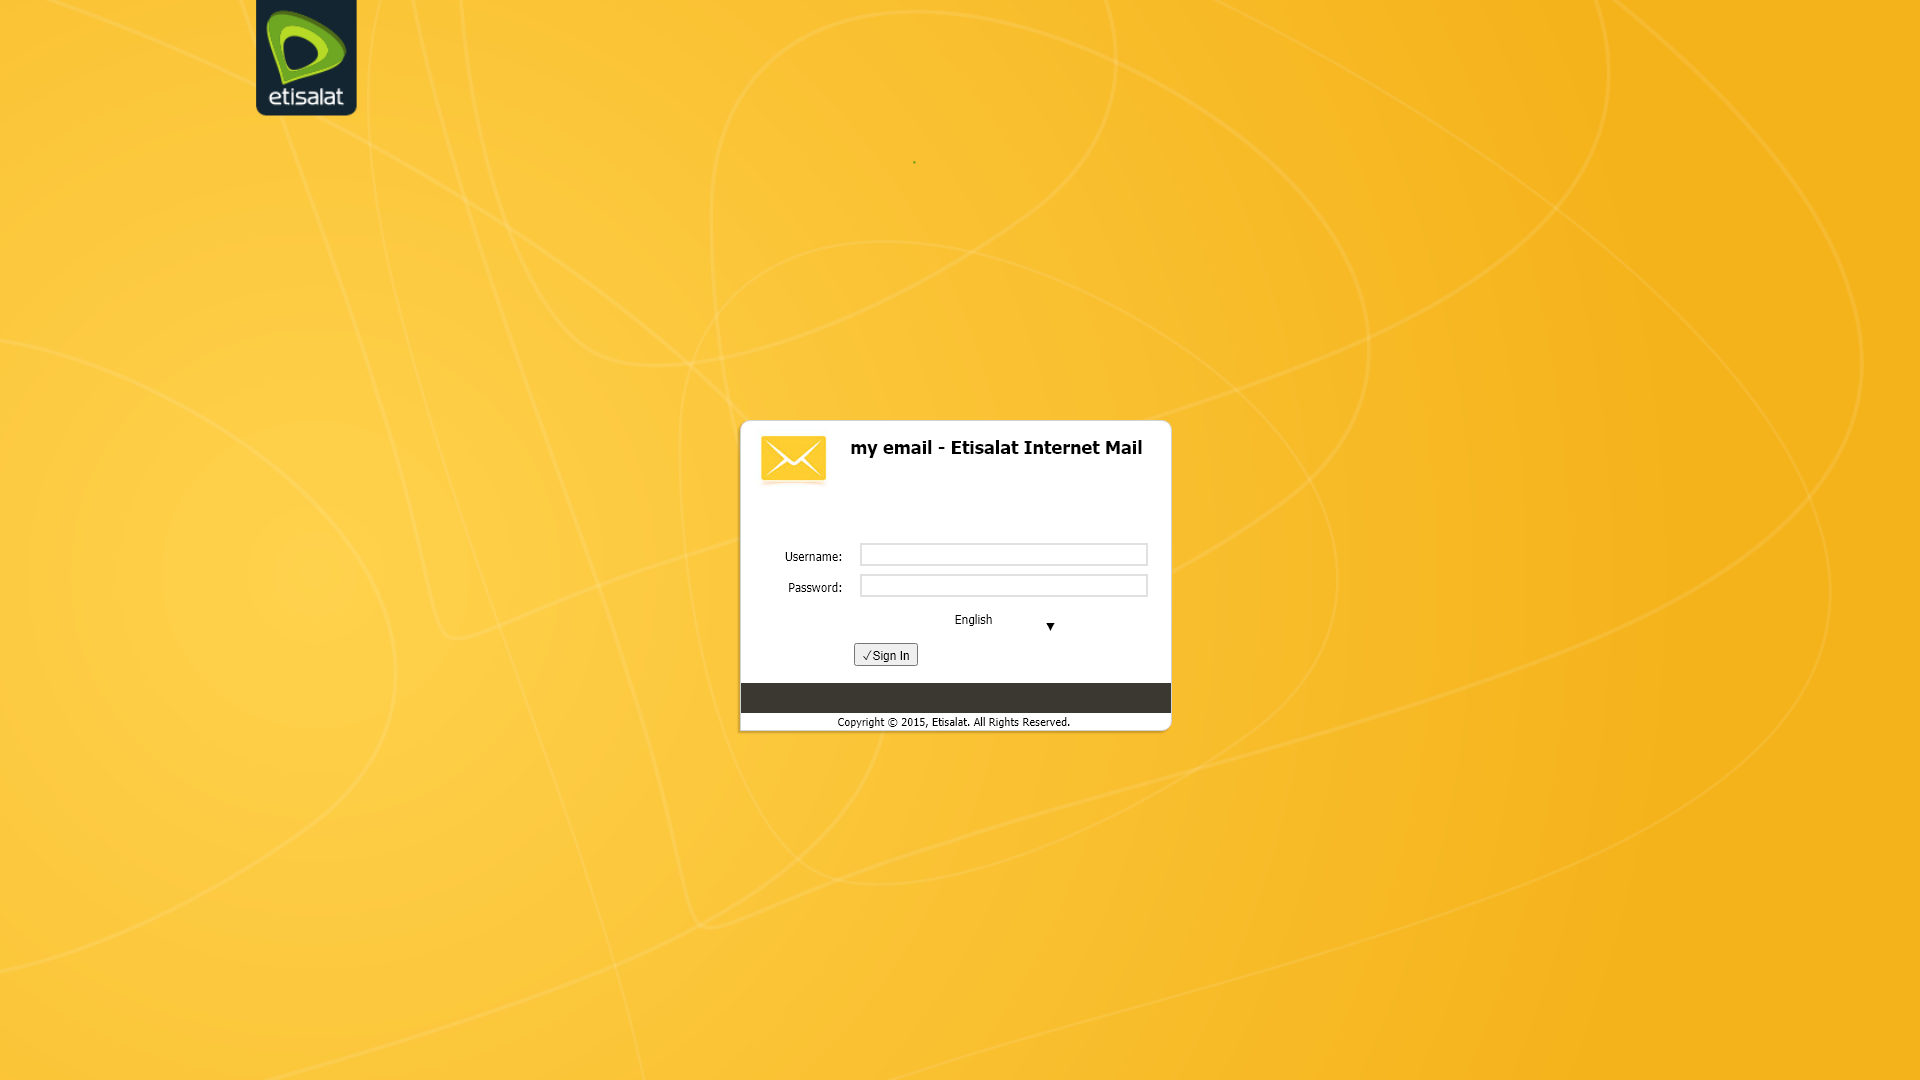 etisalat
my email - Etisalat Internet Mail
Username:
Password:
English
✓Sign In
Copyright © 2015, Etisalat. All Rights Reserved.